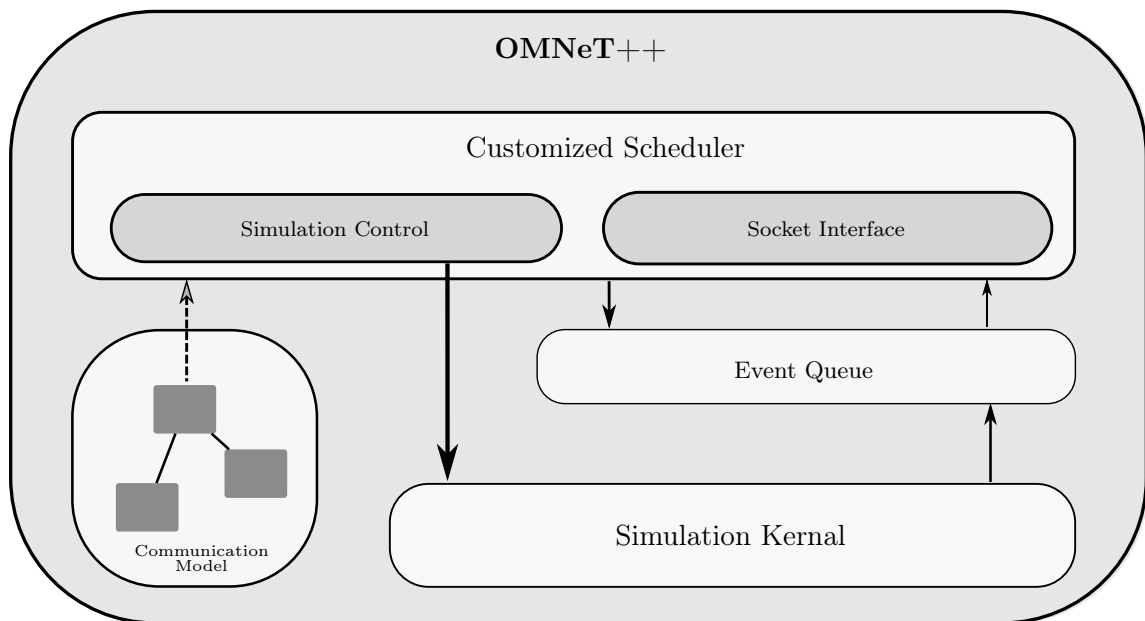 OMNeT++
Customized Scheduler
Simulation Control
Socket Interface
Event Queue
Simulation Kernal
Communication
Model